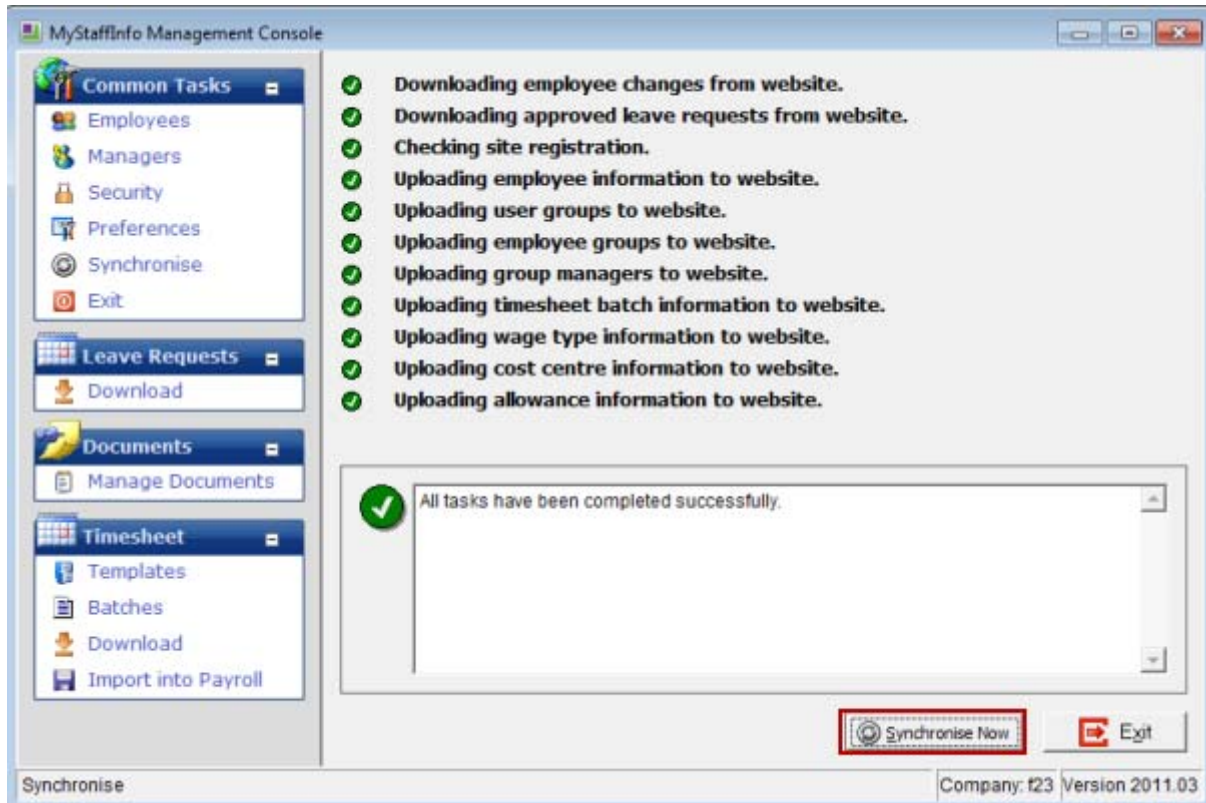 MyStaffInfo Management Console
Common Tasks
Employees
Managers
Security
Preferences
Synchronise
Exit
Leave Requests
Download
Documents
Manage Documents
Timesheet
Templates
Batches
Download
Import into Payroll
Downloading employee changes from website.
Downloading approved leave requests from website.
Checking site registration.
Uploading employee information to website.
Uploading user groups to website.
Uploading employee groups to website.
Uploading group managers to website.
Uploading timesheet batch information to website.
Uploading wage type information to website.
Uploading cost centre information to website.
Uploading allowance information to website.
All tasks have been completed successfully.
Synchronise Now
Exit
Synchronise
Company: f23
Version 2011.03